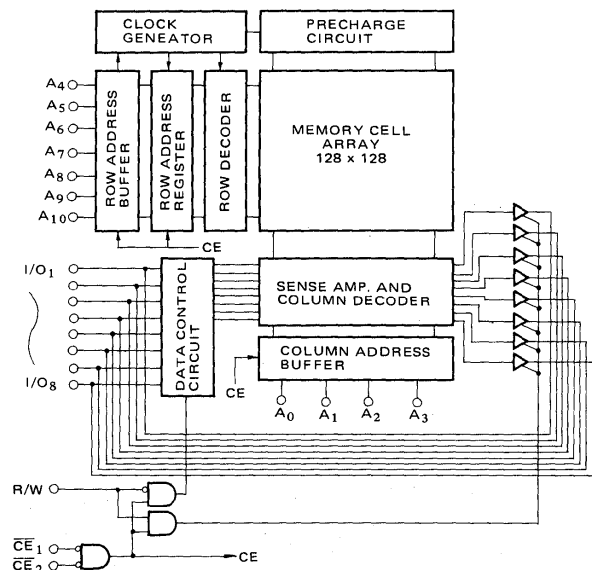 CLOCK
GENEATOR
PRECHARGE
CIRCUIT
A4
A5
A6
A7
A8
A9
A10
ROW ADDRESS
BUFFER
ROW ADDRESS
REGISTER
ROW DECODER
MEMORY CELL
ARRAY
128 x 128
CE
I/O1
I/O8
DATA CONTROL
CIRCUIT
SENSE AMP. AND
COLUMN DECODER
COLUMN ADDRESS
BUFFER
CE
A0
A1
A2
A3
R/W
CE1
CE2
CE